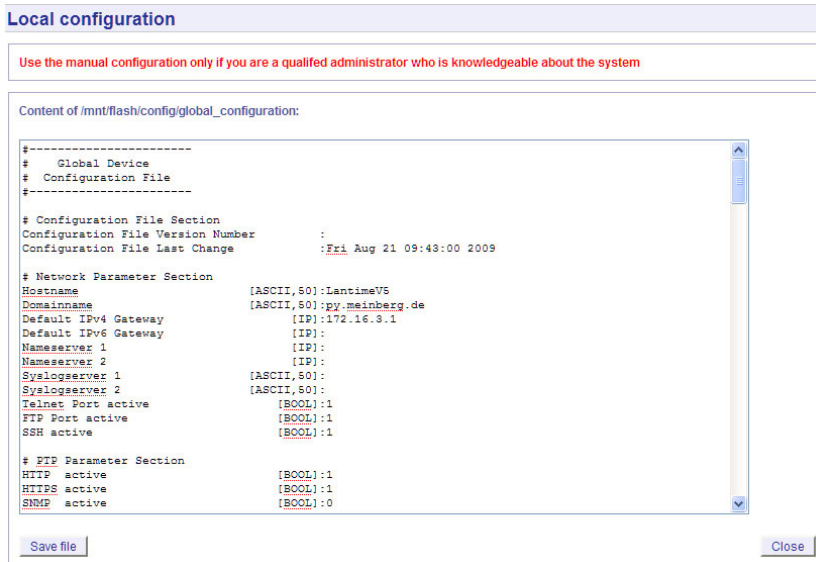 Local configuration
Use the manual configuration only if you are a qualifed administrator who is knowledgeable about the system
Content of /mnt/flash/config/global_configuration:
#------------------------
#    Global Device
#  Configuration File
#------------------------
# Configuration File Section
Configuration File Version Number :
Configuration File Last Change :Fri Aug 21 09:43:00 2009
# Network Parameter Section
Hostname [ASCII,50]:LantimeV5
Domainname [ASCII,50]:py.meinberg.de
Default IPv4 Gateway [IP]:172.16.3.1
Default IPv6 Gateway [IP]:
Nameserver 1 [IP]:
Nameserver 2 [IP]:
Syslogserver 1 [ASCII,50]:
Syslogserver 2 [ASCII,50]:
Telnet Port active [BOOL]:1
FTP Port active [BOOL]:1
SSH active [BOOL]:1
# PTP Parameter Section
HTTP  active [BOOL]:1
HTTPS active [BOOL]:1
SNMP  active [BOOL]:0
Save file Close